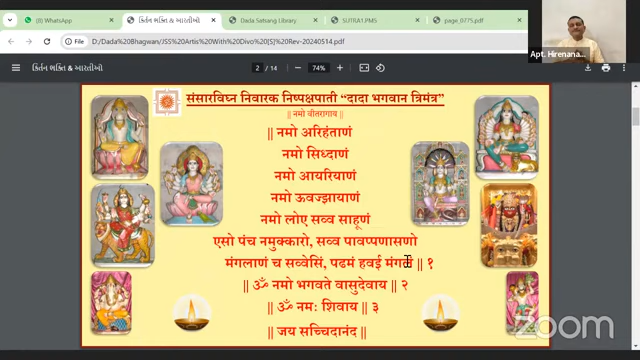 (8) WhatsApp
કિર્તન ભક્તિ & આરતીઓ
Dada Satsang Library
SUTRA1.PMS
page_0775.pdf
File
D:/Dada%20Bhagwan/JSS%20Artis%20With%20Divo%20[S]%20Rev-20240514.pdf
કિર્તન ભક્તિ & આરતીઓ
2 / 14
74%
Apt. Hirenana...
संसारविघ्न निवारक निष्पक्षपाती “दादा भगवान त्रिमंत्र”
|| नमो वीतरागाय ||
|| नमो अरिहंताणं
नमो सिध्दाणं
नमो आयरियाणं
नमो ऊवज्झायाणं
नमो लोए सव्व साहूणं
एसो पंच नमुक्कारो, सव्व पावप्पणासणो
मंगलाणं च सव्वेसिं, पढमं हवई मंगलं || १
|| ॐ नमो भगवते वासुदेवाय || २
|| ॐ नमः शिवाय || ३
|| जय सच्चिदानंद ||
zoom